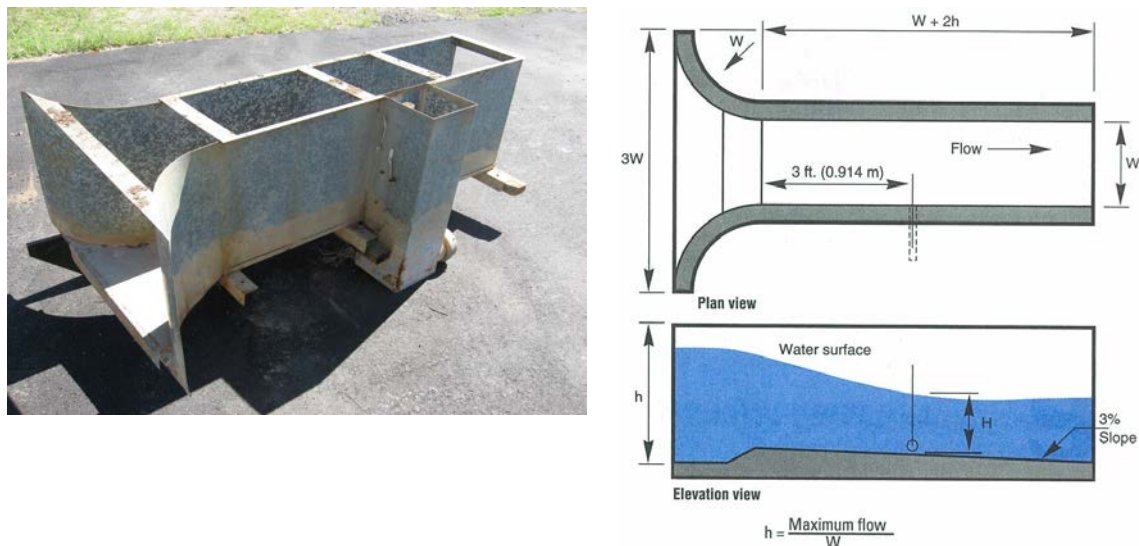 W + 2h
W
3W
Flow
W
3 ft. (0.914 m)
Plan view
Water surface
h
H
3%
Slope
Elevation view
h = Maximum flow
W